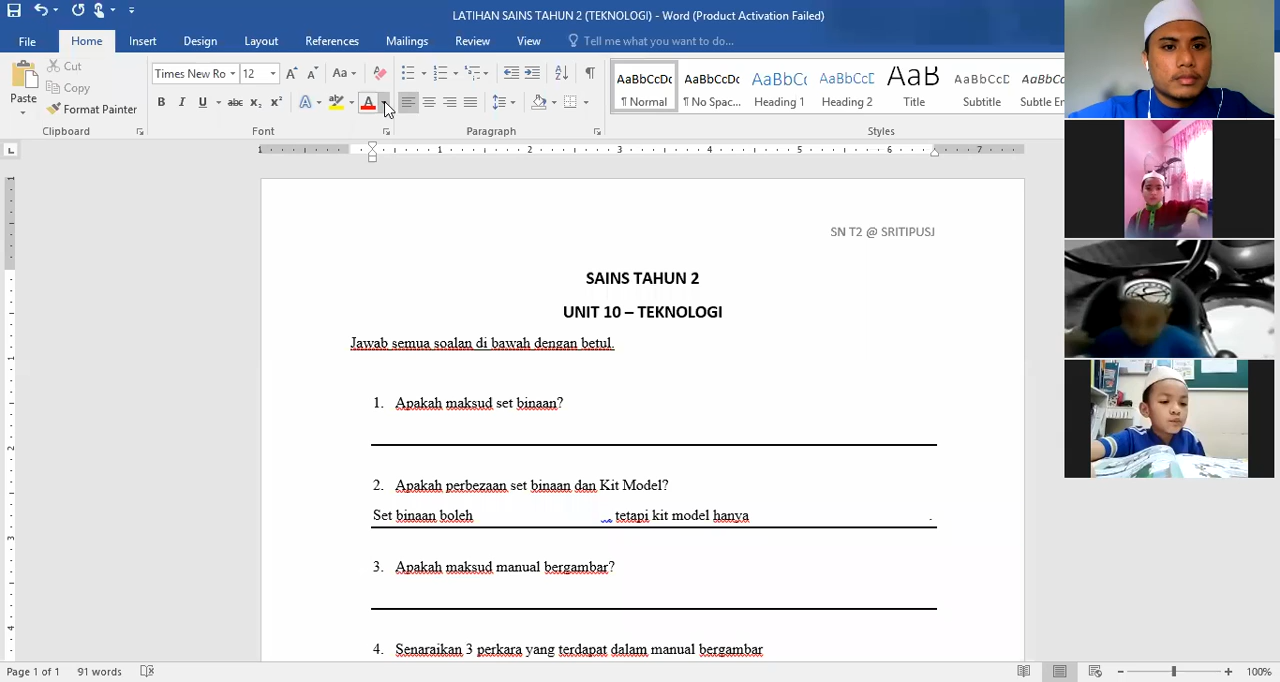 LATIHAN SAINS TAHUN 2 (TEKNOLOGI) - Word (Product Activation Failed)
File Home Insert Design Layout References Mailings Review View Tell me what you want to do...
Paste
Cut
Copy
Format Painter
Times New Ro 12
AaBbCcDc AaBbCcDc AaBbC AaBbCcC AaB AaBbCcD AaBbCcDc
¶ Normal ¶ No Spac... Heading 1 Heading 2 Title Subtitle Subtle Em
Clipboard Font Paragraph Styles
SN T2 @ SRITIPUSJ
SAINS TAHUN 2
UNIT 10 – TEKNOLOGI
Jawab semua soalan di bawah dengan betul.
1. Apakah maksud set binaan?
2. Apakah perbezaan set binaan dan Kit Model?
Set binaan boleh , tetapi kit model hanya .
3. Apakah maksud manual bergambar?
4. Senaraikan 3 perkara yang terdapat dalam manual bergambar
Page 1 of 1 91 words 100%